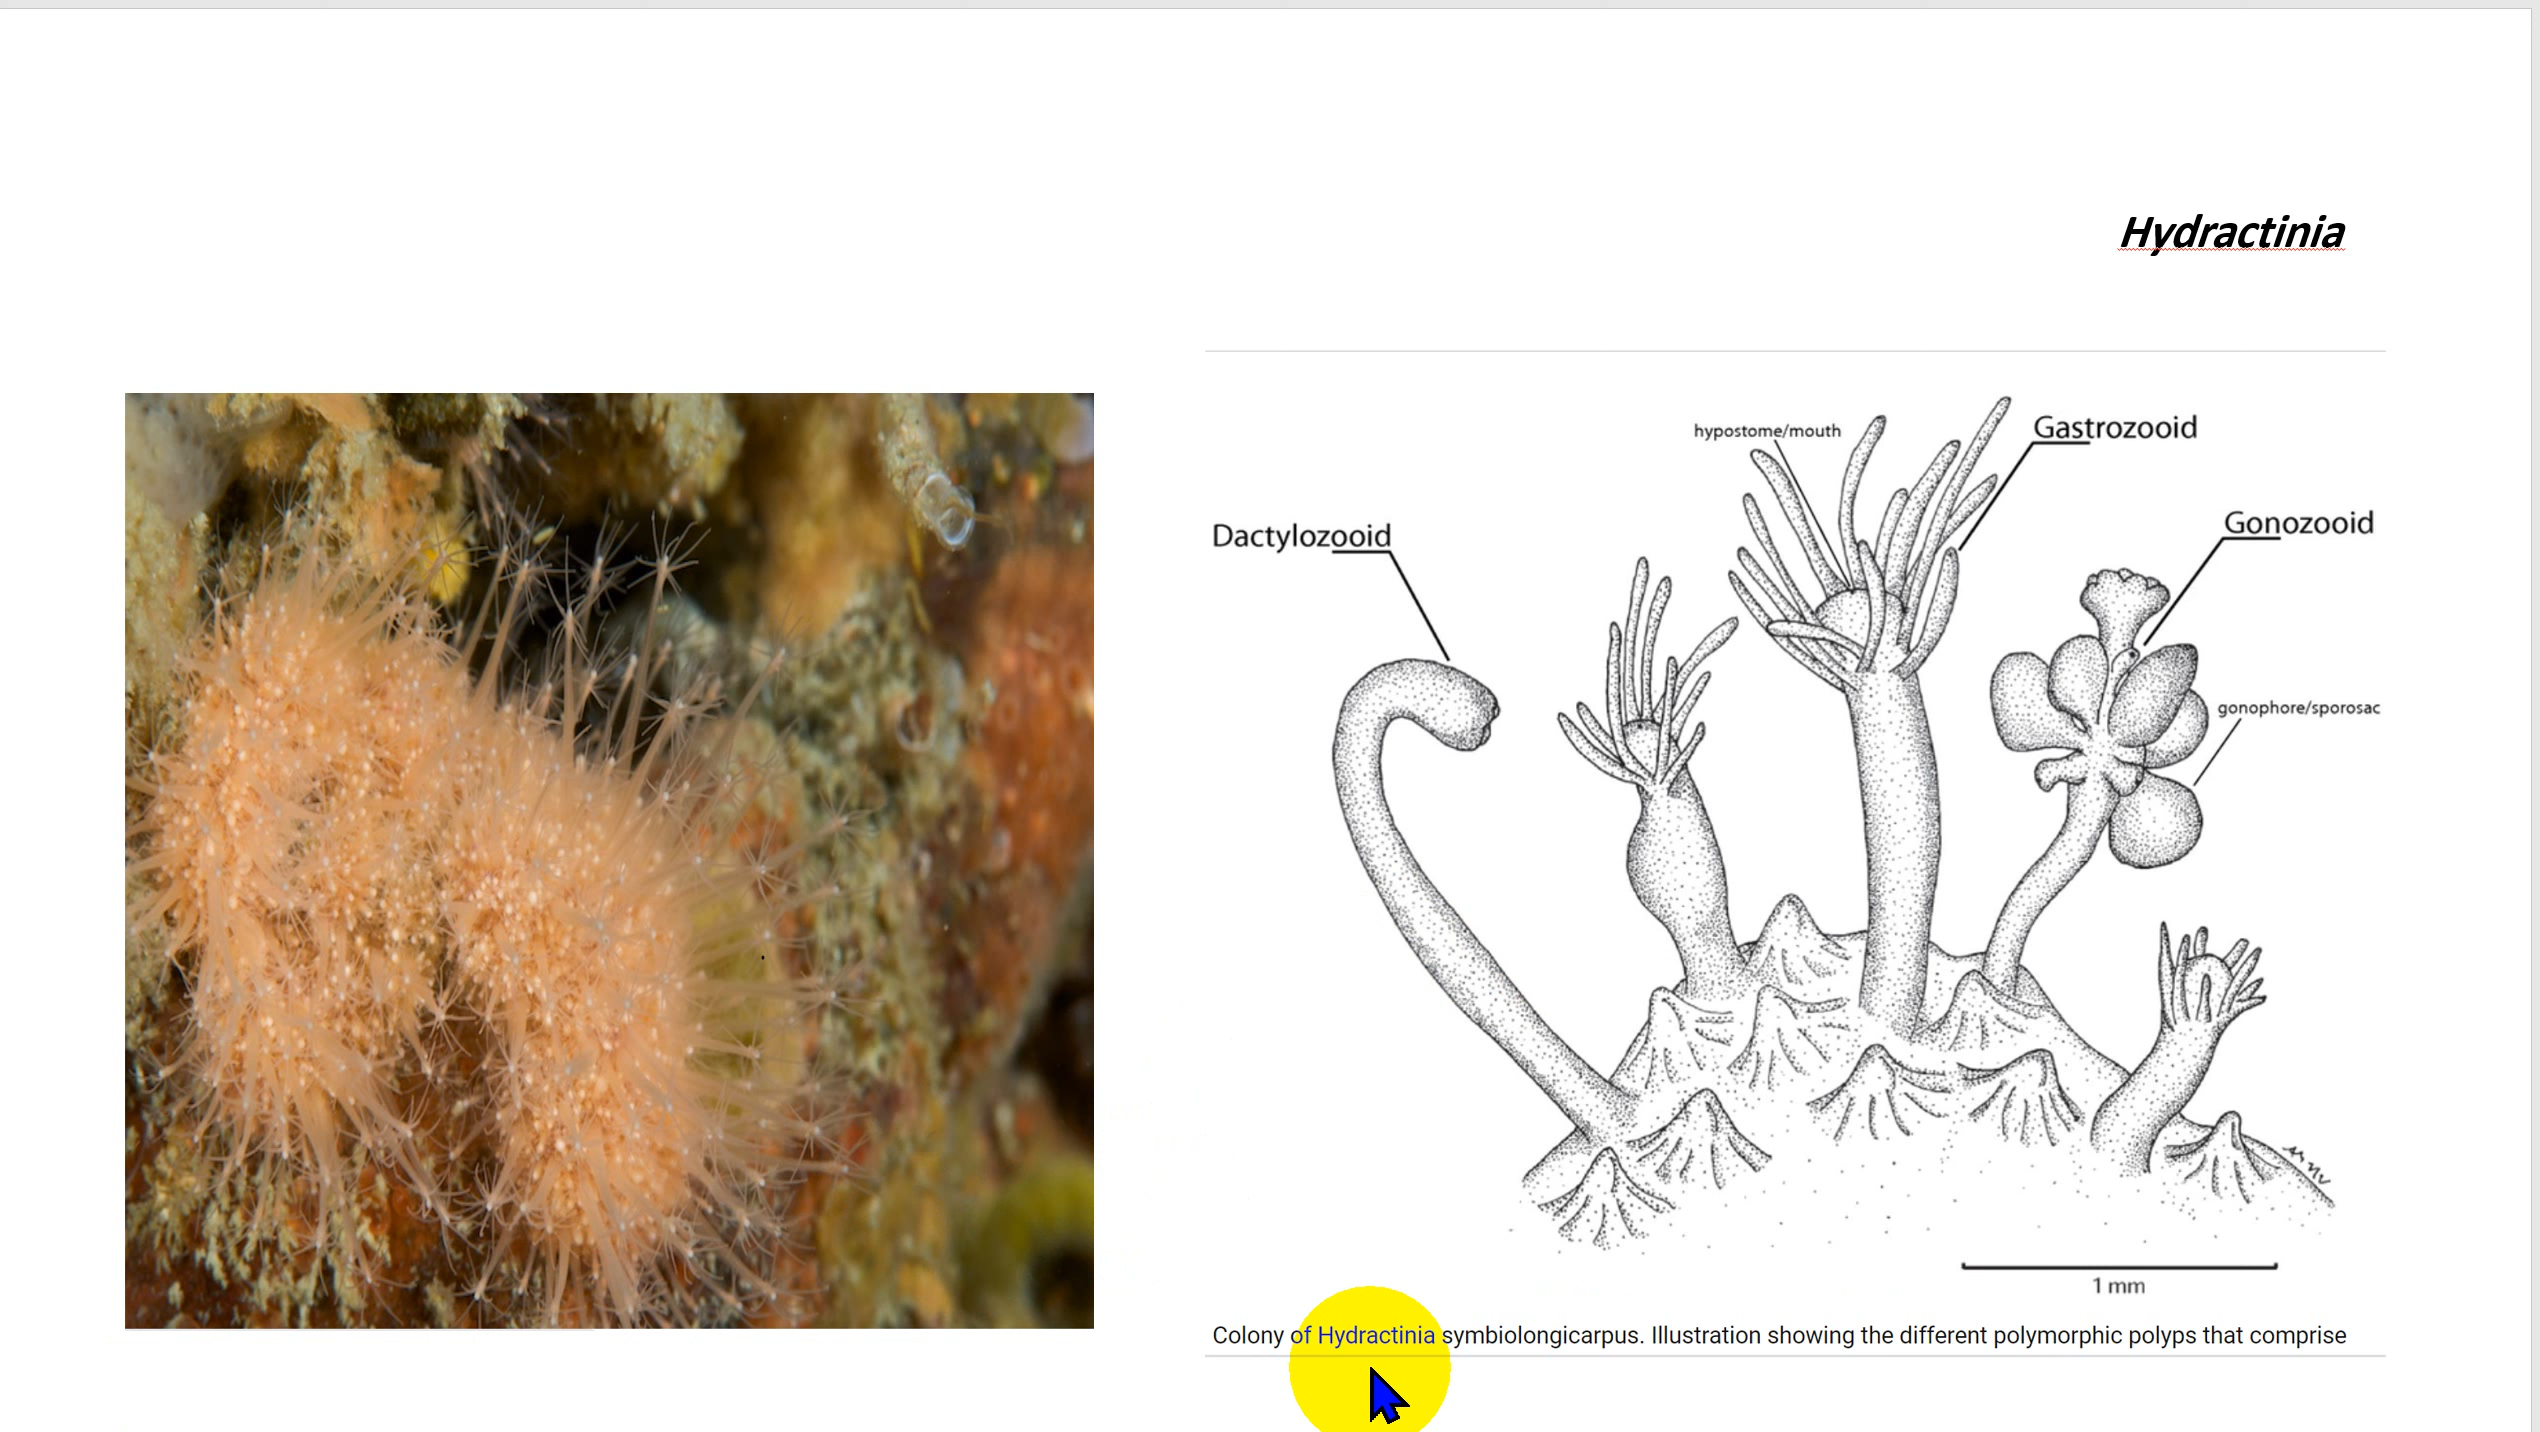 Hydractinia
hypostome/mouth
Gastrozooid
Gonozooid
Dactylozooid
gonophore/sporosac
1 mm
Colony of Hydractinia symbiolongicarpus. Illustration showing the different polymorphic polyps that comprise